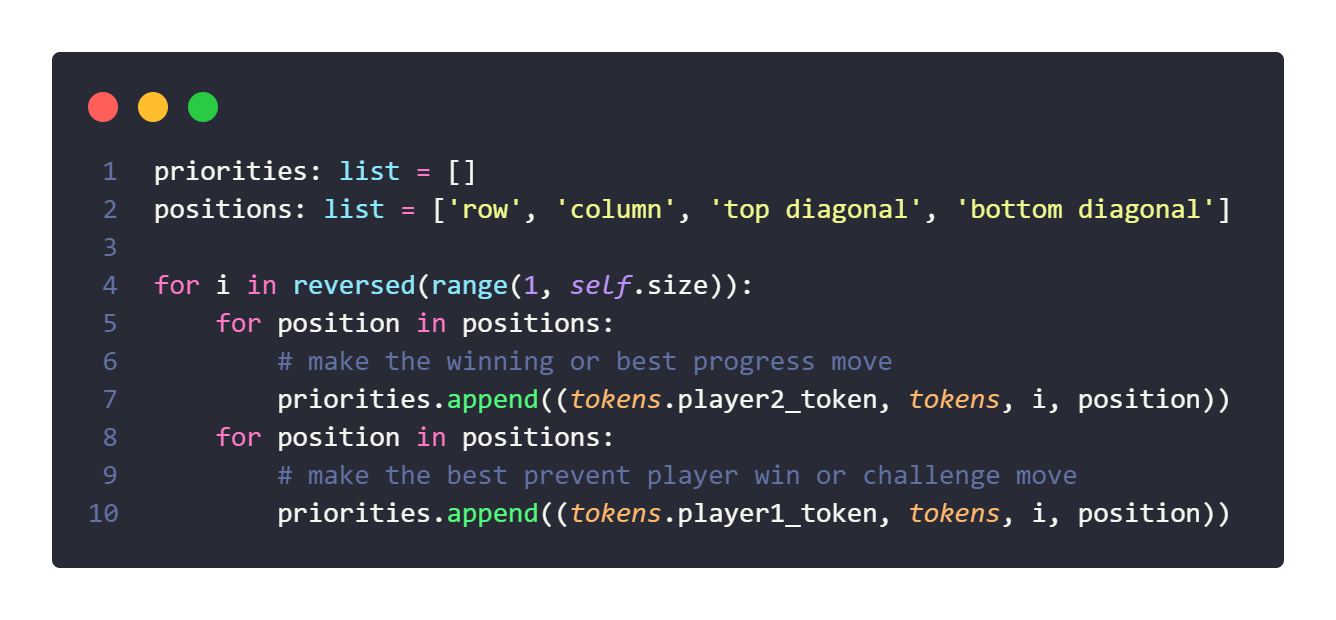 1 priorities: list = []
2 positions: list = ['row', 'column', 'top diagonal', 'bottom diagonal']
3
4 for i in reversed(range(1, self.size)):
5     for position in positions:
6         # make the winning or best progress move
7         priorities.append((tokens.player2_token, tokens, i, position))
8     for position in positions:
9         # make the best prevent player win or challenge move
10         priorities.append((tokens.player1_token, tokens, i, position))